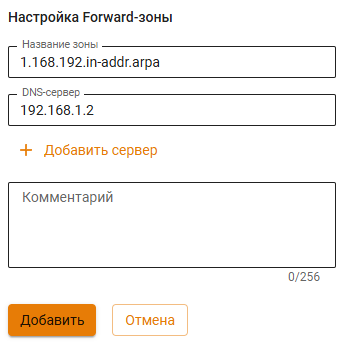 Настройка Forward-зоны
Название зоны
1.168.192.in-addr.arpa
DNS-сервер
192.168.1.2
+ Добавить сервер
Комментарий
0/256
Добавить
Отмена